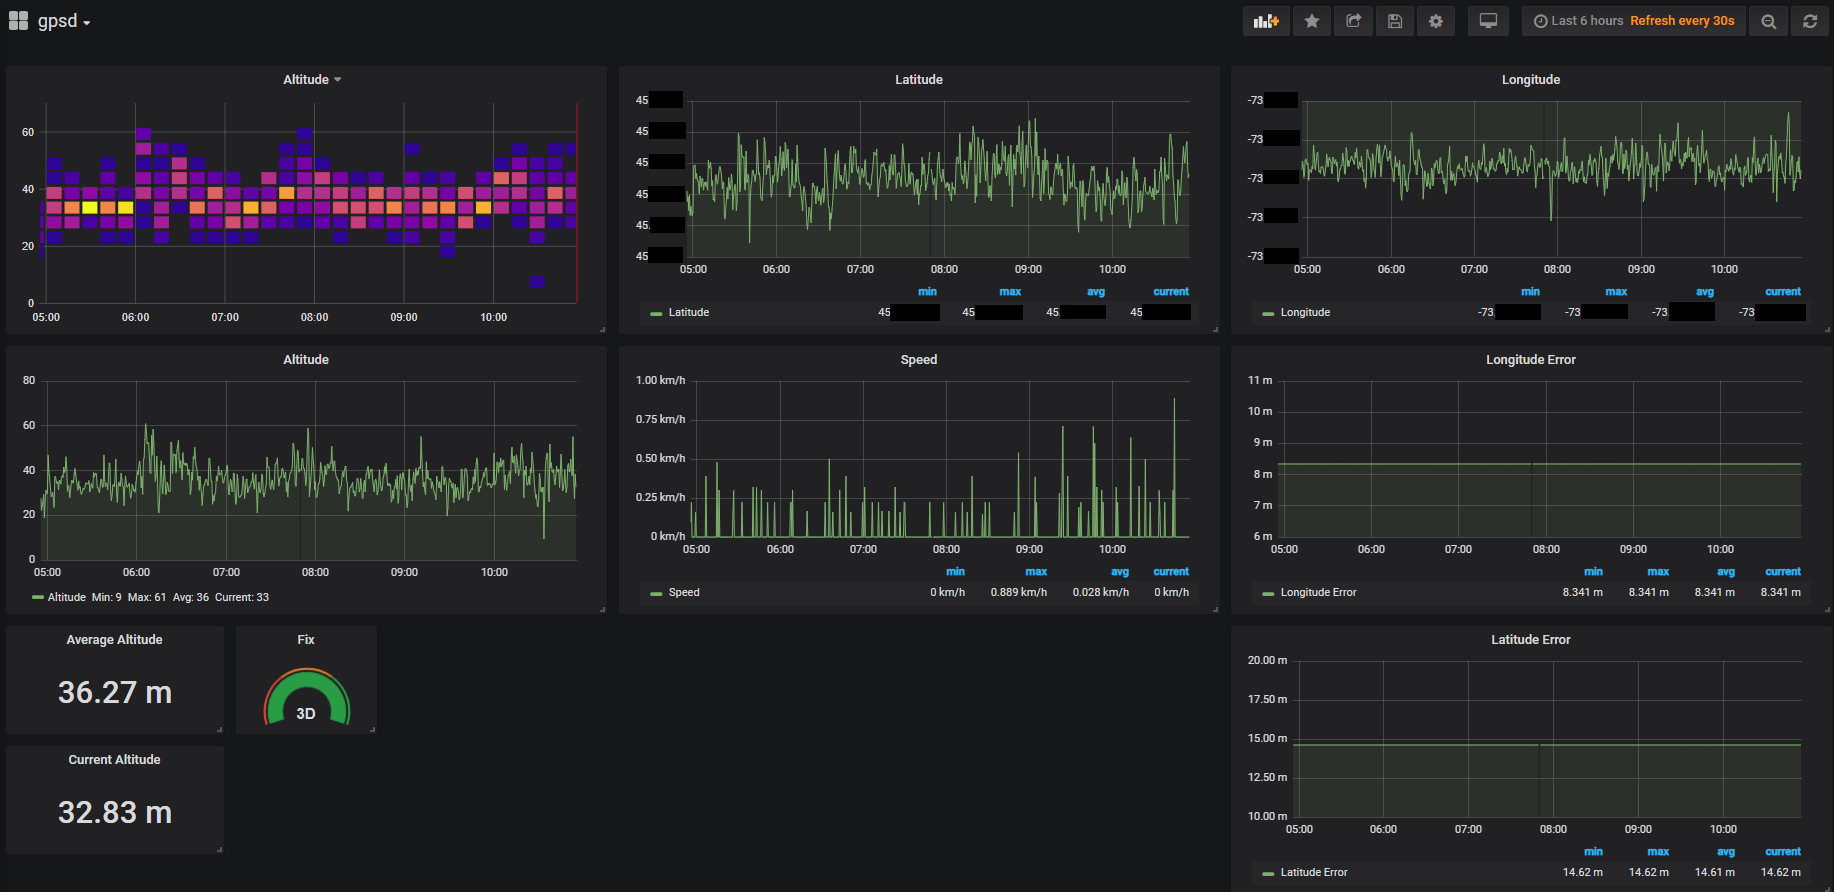 gpsd
Last 6 hours Refresh every 30s
Altitude
60
40
20
0
05:00 06:00 07:00 08:00 09:00 10:00
Latitude
45
45
45
45
45.
45
05:00 06:00 07:00 08:00 09:00 10:00
min max avg current
Latitude 45 45 45. 45
Longitude
-73
-73
-73
-73
-73
05:00 06:00 07:00 08:00 09:00 10:00
min max avg current
Longitude -73. -73 -73. -73
Altitude
80
60
40
20
0
05:00 06:00 07:00 08:00 09:00 10:00
Altitude Min: 9 Max: 61 Avg: 36 Current: 33
Speed
1.00 km/h
0.75 km/h
0.50 km/h
0.25 km/h
0 km/h
05:00 06:00 07:00 08:00 09:00 10:00
min max avg current
Speed 0 km/h 0.889 km/h 0.028 km/h 0 km/h
Longitude Error
11 m
10 m
9 m
8 m
7 m
6 m
05:00 06:00 07:00 08:00 09:00 10:00
min max avg current
Longitude Error 8.341 m 8.341 m 8.341 m 8.341 m
Average Altitude
36.27 m
Fix
3D
Current Altitude
32.83 m
Latitude Error
20.00 m
17.50 m
15.00 m
12.50 m
10.00 m
05:00 06:00 07:00 08:00 09:00 10:00
min max avg current
Latitude Error 14.62 m 14.62 m 14.61 m 14.62 m